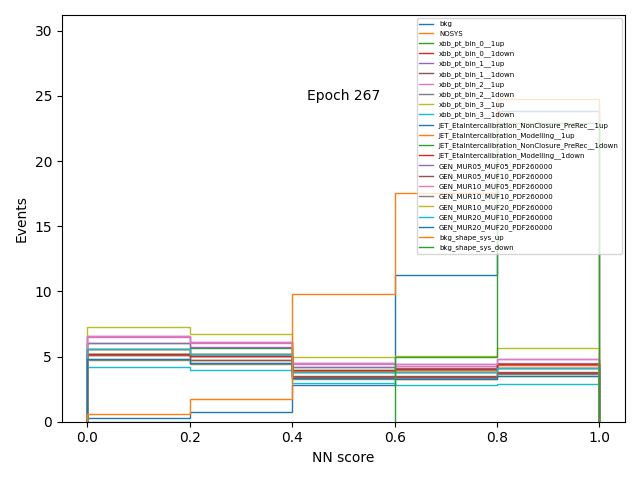 30
25
20
15
10
5
0
Events
Epoch 267
bkg
NOSYS
xbb_pt_bin_0__1up
xbb_pt_bin_0__1down
xbb_pt_bin_1__1up
xbb_pt_bin_1__1down
xbb_pt_bin_2__1up
xbb_pt_bin_2__1down
xbb_pt_bin_3__1up
xbb_pt_bin_3__1down
JET_EtaIntercalibration_NonClosure_PreRec__1up
JET_EtaIntercalibration_Modelling__1up
JET_EtaIntercalibration_NonClosure_PreRec__1down
JET_EtaIntercalibration_Modelling__1down
GEN_MUR05_MUF05_PDF260000
GEN_MUR05_MUF10_PDF260000
GEN_MUR10_MUF05_PDF260000
GEN_MUR10_MUF10_PDF260000
GEN_MUR10_MUF20_PDF260000
GEN_MUR20_MUF10_PDF260000
GEN_MUR20_MUF20_PDF260000
bkg_shape_sys_up
bkg_shape_sys_down
0.0 0.2 0.4 0.6 0.8 1.0
NN score